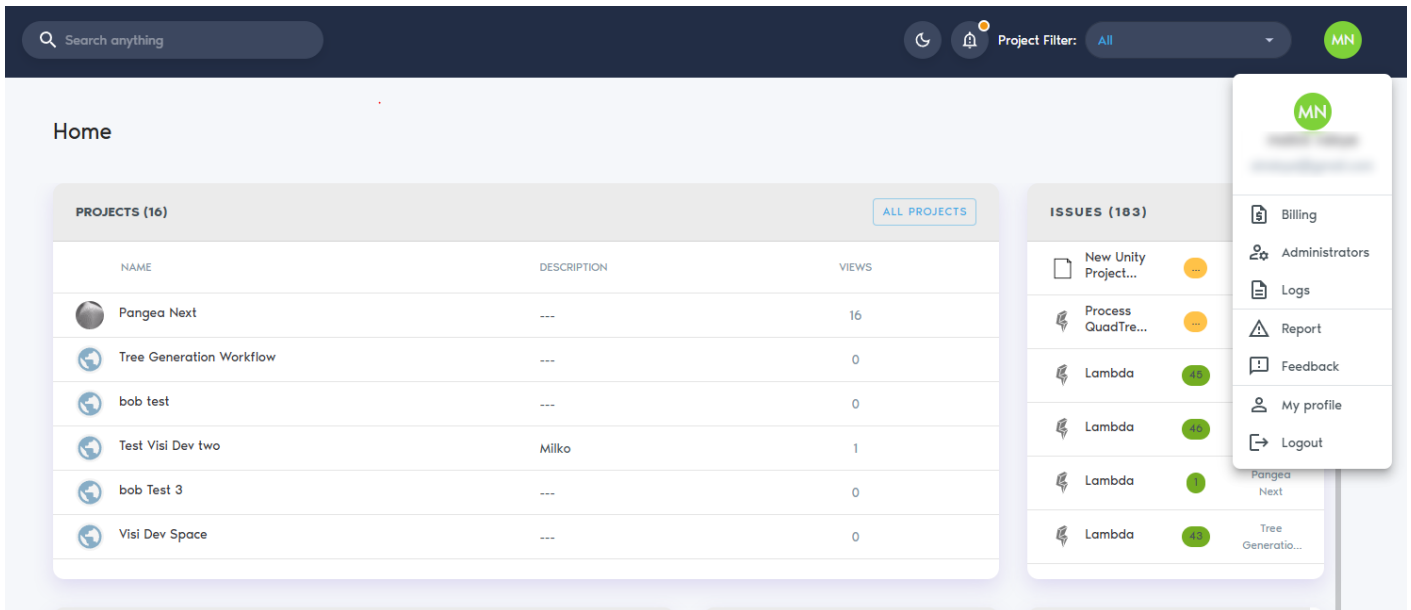 Search anything
Project Filter: All
MN
Home
PROJECTS (16)
ALL PROJECTS
NAME DESCRIPTION VIEWS
Pangea Next --- 16
Tree Generation Workflow --- 0
bob test --- 0
Test Visi Dev two Milko 1
bob Test 3 --- 0
Visi Dev Space --- 0
ISSUES (183)
New Unity
Project...
...
Process
QuadTre...
...
Lambda 45
Lambda 46
Lambda 1
Pangea
Next
Lambda 43
Tree
Generatio...
MN
Billing
Administrators
Logs
Report
Feedback
My profile
Logout